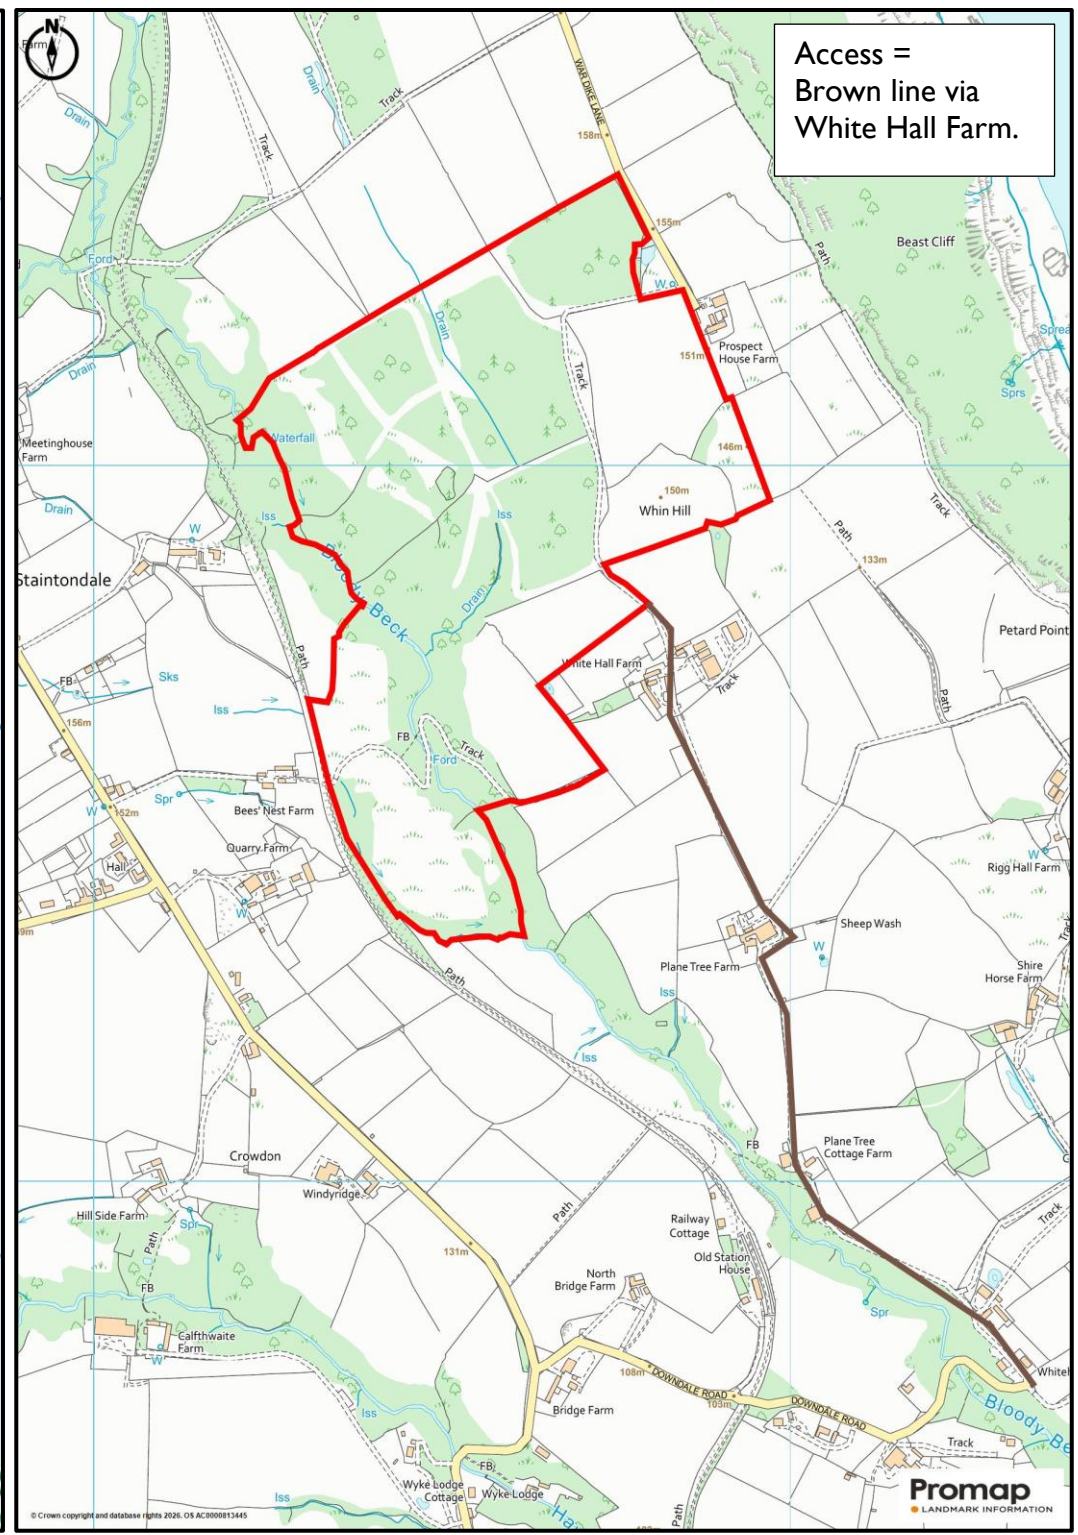 Access =
Brown line via
White Hall Farm.
N
Farm
Drain
Drain
Track
Track
WAR DIKE LANE
158m
155m
Path
Beast Cliff
Ford
W
Drain
Prospect
House Farm
151m
Drain
Track
Sprs
Meetinghouse
Farm
Waterfall
146m
150m
Whin Hill
Drain
Iss
Iss
Path
Track
W
133m
Staintondale
Bloody Beck
Drain
Petard Point
Path
White Hall Farm
Track
Path
FB
Sks
Iss
156m
FB
Track
Ford
Spr
W
152m
Bees' Nest Farm
Quarry Farm
Hall
W
W
Rigg Hall Farm
Sheep Wash
W
Plane Tree Farm
Shire
Horse Farm
Track
Path
Iss
Iss
FB
Plane Tree
Cottage Farm
Crowdon
Windyridge
Hill Side Farm
Spr
Path
Path
Railway
Cottage
Old Station
House
Track
131m
North
Bridge Farm
FB
Spr
Calfthwaite
Farm
W
108m
DOWNDALE ROAD
103m
DOWNDALE ROAD
Bridge Farm
Iss
Track
FB
Wyke Lodge
Cottage
Wyke Lodge
Iss
Path
Promap
LANDMARK INFORMATION
© Crown copyright and database rights 2026. OS AC0000813445